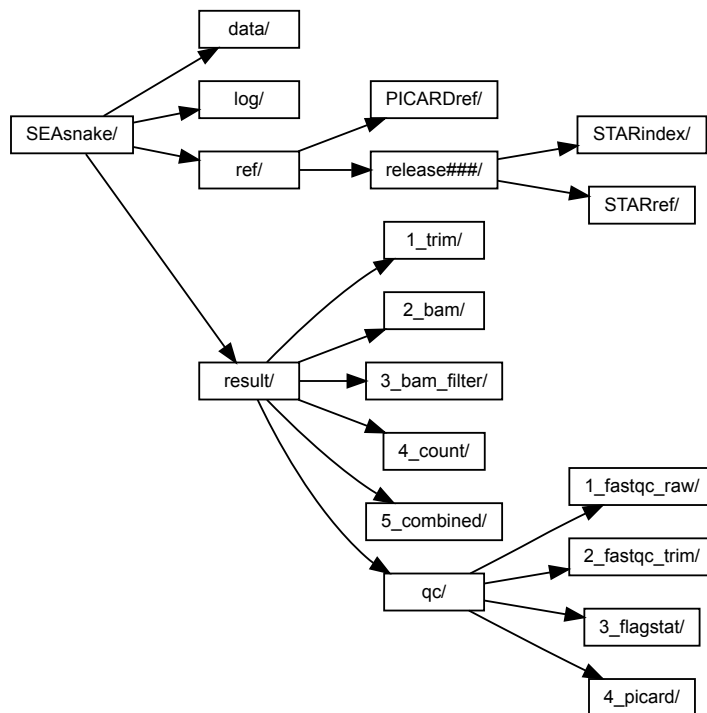 data/
log/
PICARDref/
SEAsnake/
ref/
release###/
STARindex/
STARref/
1_trim/
2_bam/
result/
3_bam_filter/
4_count/
5_combined/
qc/
1_fastqc_raw/
2_fastqc_trim/
3_flagstat/
4_picard/